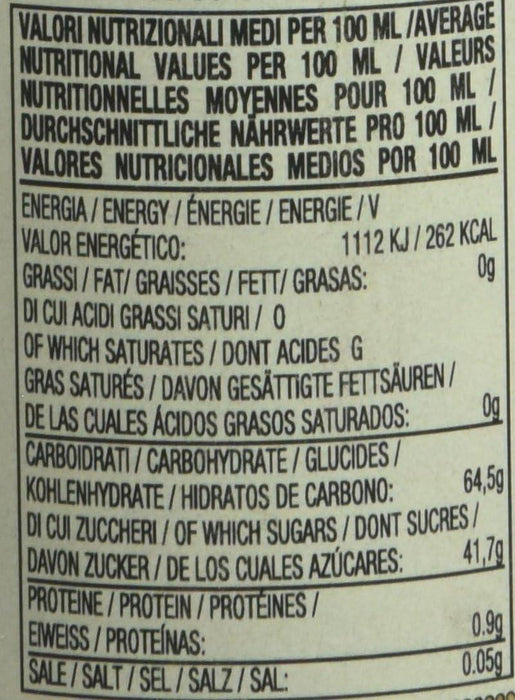 VALORI NUTRIZIONALI MEDI PER 100 ML /AVERAGE
NUTRITIONAL VALUES PER 100 ML / VALEURS
NUTRITIONNELLES MOYENNES POUR 100 ML /
DURCHSCHNITTLICHE NÄHRWERTE PRO 100 ML /
VALORES NUTRICIONALES MEDIOS POR 100 ML
ENERGIA / ENERGY / ÉNERGIE / ENERGIE / V
VALOR ENERGÉTICO: 1112 KJ / 262 KCAL
GRASSI / FAT/ GRAISSES / FETT/ GRASAS: 0g
DI CUI ACIDI GRASSI SATURI / O
OF WHICH SATURATES / DONT ACIDES G
GRAS SATURÉS / DAVON GESÄTTIGTE FETTSÄUREN /
DE LAS CUALES ÁCIDOS GRASOS SATURADOS: 0g
CARBOIDRATI / CARBOHYDRATE / GLUCIDES /
KOHLENHYDRATE / HIDRATOS DE CARBONO: 64,5g
DI CUI ZUCCHERI / OF WHICH SUGARS / DONT SUCRES /
DAVON ZUCKER / DE LOS CUALES AZÚCARES: 41,7g
PROTEINE / PROTEIN / PROTÉINES /
EIWEISS / PROTEÍNAS: 0.9g
SALE / SALT / SEL / SALZ / SAL: 0.05g